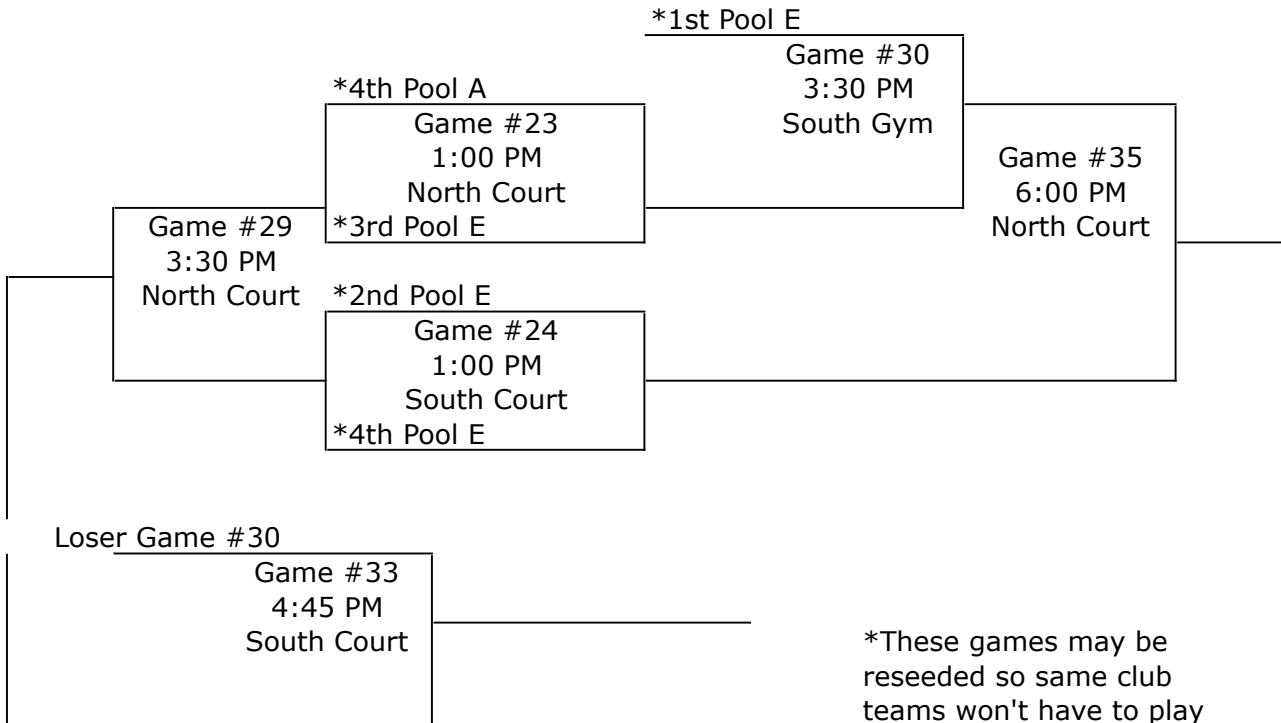 *1st Pool E
Game #30
3:30 PM
South Gym
*4th Pool A
Game #23
1:00 PM
North Court
*3rd Pool E
Game #35
6:00 PM
North Court
Game #29
3:30 PM
North Court
*2nd Pool E
Game #24
1:00 PM
South Court
*4th Pool E
Loser Game #30
Game #33
4:45 PM
South Court
*These games may be
reseeded so same club
teams won't have to play